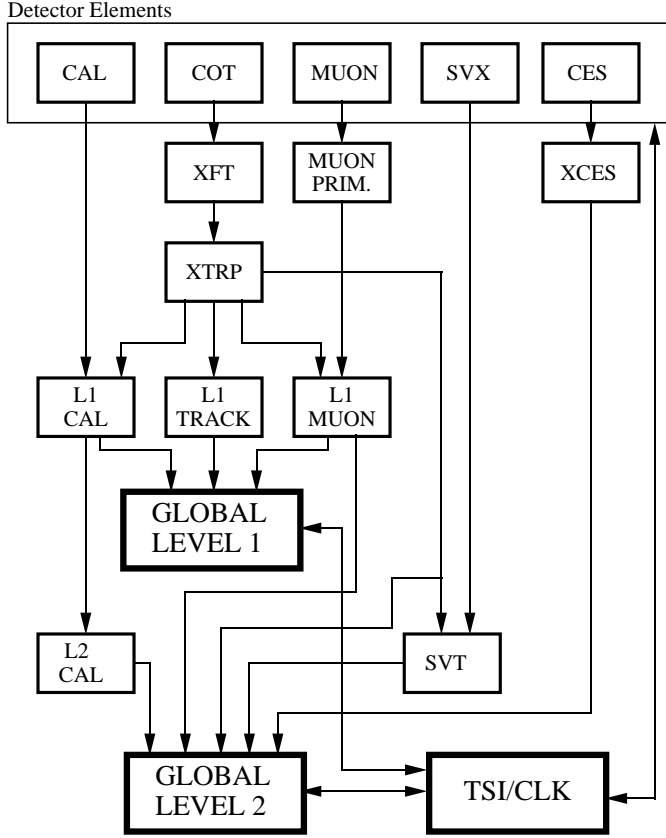 Detector Elements
CAL
COT
MUON
SVX
CES
XFT
MUON
PRIM.
XCES
XTRP
L1
CAL
L1
TRACK
L1
MUON
GLOBAL
LEVEL 1
L2
CAL
SVT
GLOBAL
LEVEL 2
TSI/CLK